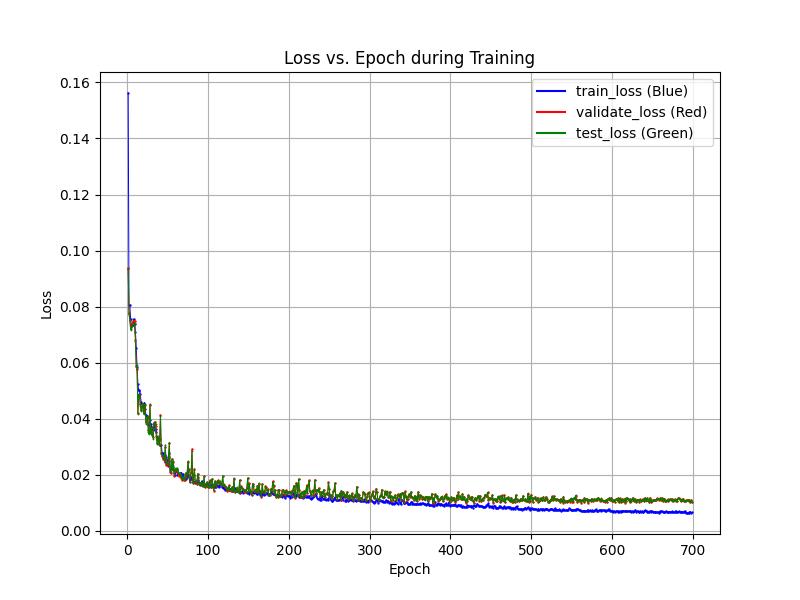 Loss vs. Epoch during Training
train_loss (Blue)
validate_loss (Red)
test_loss (Green)
0.16
0.14
0.12
0.10
0.08
0.06
0.04
0.02
0.00
Loss
0 100 200 300 400 500 600 700
Epoch